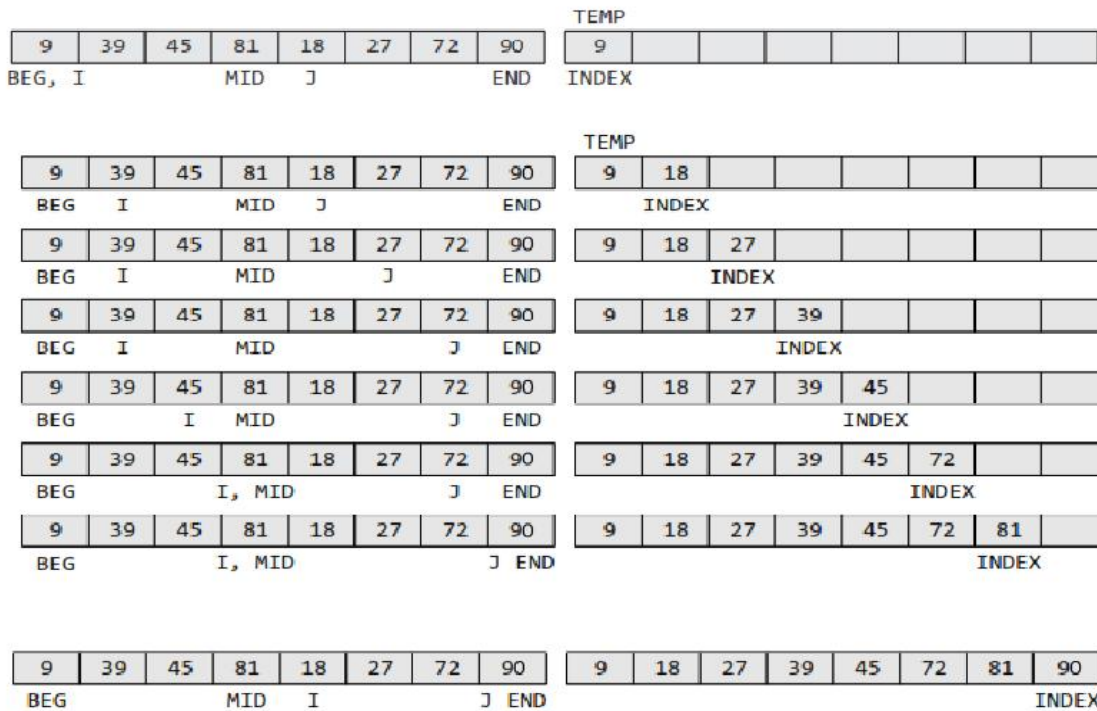 TEMP
9 39 45 81 18 27 72 90 9
BEG, I MID J END INDEX
TEMP
9 39 45 81 18 27 72 90 9 18
BEG I MID J END INDEX
9 39 45 81 18 27 72 90 9 18 27
BEG I MID J END INDEX
9 39 45 81 18 27 72 90 9 18 27 39
BEG I MID J END INDEX
9 39 45 81 18 27 72 90 9 18 27 39 45
BEG I MID J END INDEX
9 39 45 81 18 27 72 90 9 18 27 39 45 72
BEG I, MID J END INDEX
9 39 45 81 18 27 72 90 9 18 27 39 45 72 81
BEG I, MID J END INDEX
9 39 45 81 18 27 72 90 9 18 27 39 45 72 81 90
BEG MID I J END INDEX